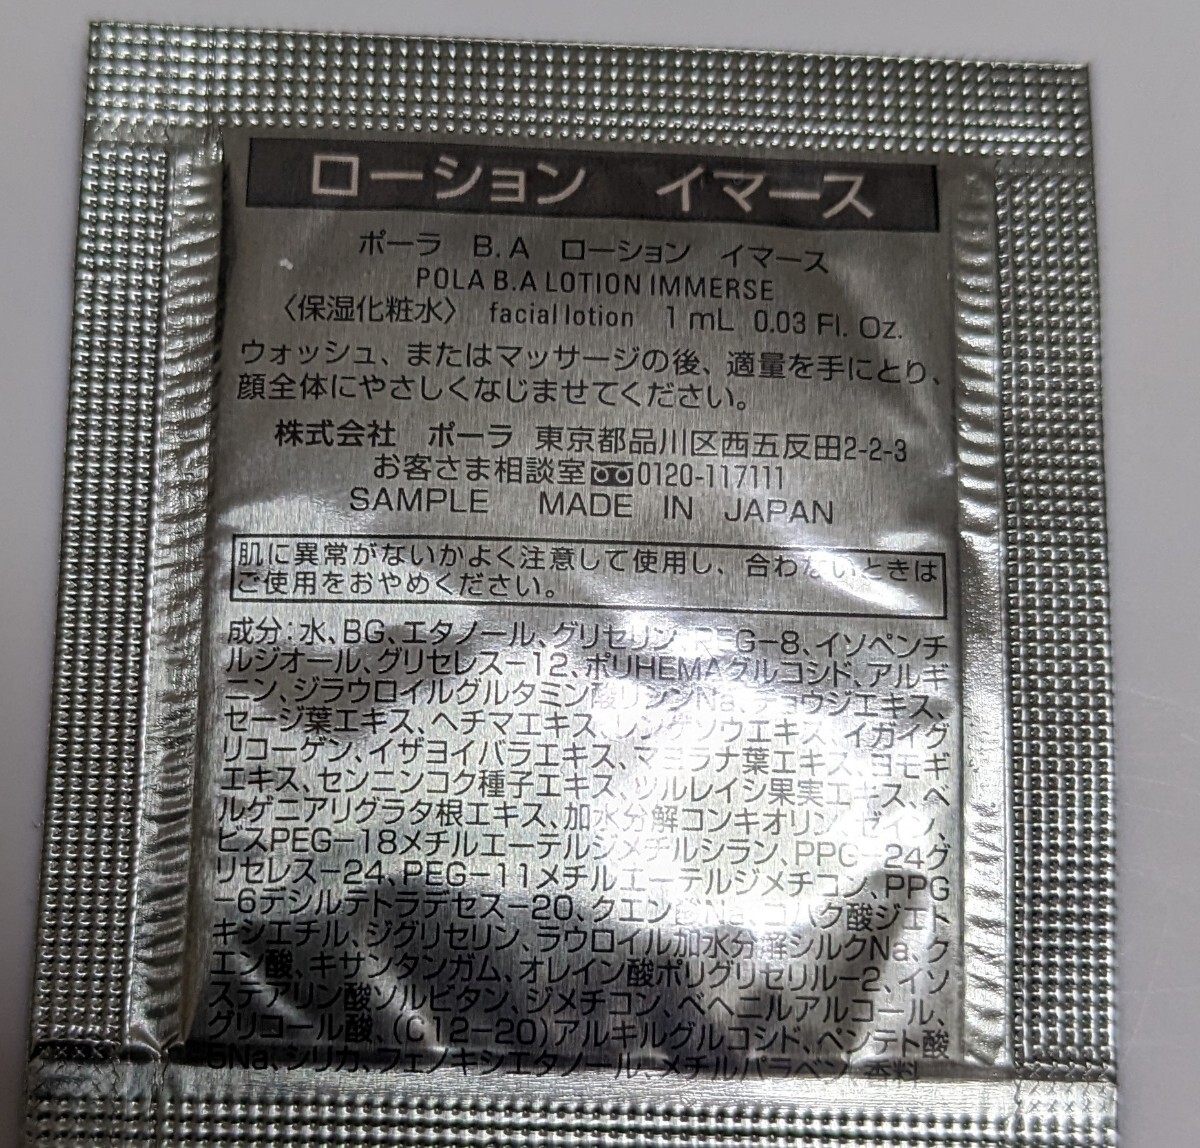 ローション イマース
ポーラ B.A ローション イマース
POLA B.A LOTION IMMERSE
〈保湿化粧水〉 facial lotion 1 mL 0.03 Fl. Oz.
ウォッシュ、またはマッサージの後、適量を手にとり、
顔全体にやさしくなじませてください。
株式会社 ポーラ 東京都品川区西五反田2-2-3
お客さま相談室 0120-117111
SAMPLE MADE IN JAPAN
肌に異常がないかよく注意して使用し、合わないときは
ご使用をおやめください。
成分：水、BG、エタノール、グリセリン、PEG-8、イソペンチ
ルジオール、グリセレス-12、ポリHEMAグルコシド、アルギ
ニン、ジラウロイルグルタミン酸リシンNa、チョウジエキス、
セージ葉エキス、ヘチマエキス、レンゲソウエキス、イガイグ
リコーゲン、イザヨイバラエキス、マヨラナ葉エキス、ヨモギ
エキス、センニンコク種子エキス、ツルレイシ果実エキス、ベ
ルゲニアリグラタ根エキス、加水分解コンキオリン、ゼイン、
ビスPEG-18メチルエーテルジメチルシラン、PPG-24グ
リセレス-24、PEG-11メチルエーテルジメチコン、PPG
-6デシルテトラデセス-20、クエン酸Na、コハク酸ジエト
キシエチル、ジグリセリン、ラウロイル加水分解シルクNa、ク
エン酸、キサンタンガム、オレイン酸ポリグリセリル-2、イソ
ステアリン酸ソルビタン、ジメチコン、ベヘニルアルコール、
グリコール酸、(C12-20)アルキルグルコシド、ペンテト酸
5Na、シリカ、フェノキシエタノール、メチルパラベン、香料